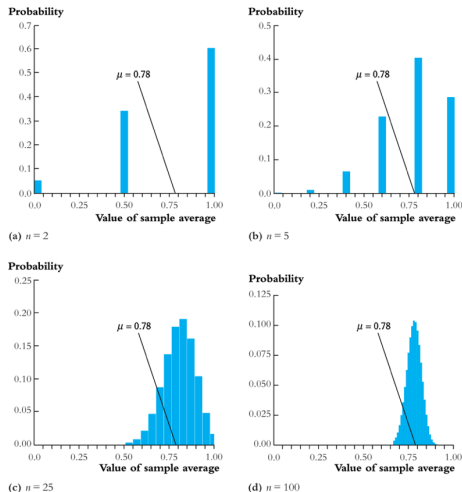 Probability
0.7
0.6
0.5
0.4
0.3
0.2
0.1
0.0
μ = 0.78
0.0 0.25 0.50 0.75 1.00
Value of sample average
(a) n = 2
Probability
0.5
0.4
0.3
0.2
0.1
0.0
μ = 0.78
0.0 0.25 0.50 0.75 1.00
Value of sample average
(b) n = 5
Probability
0.25
0.20
0.15
0.10
0.05
0.00
μ = 0.78
0.0 0.25 0.50 0.75 1.00
Value of sample average
(c) n = 25
Probability
0.125
0.100
0.075
0.050
0.025
0.00
μ = 0.78
0.0 0.25 0.50 0.75 1.00
Value of sample average
(d) n = 100